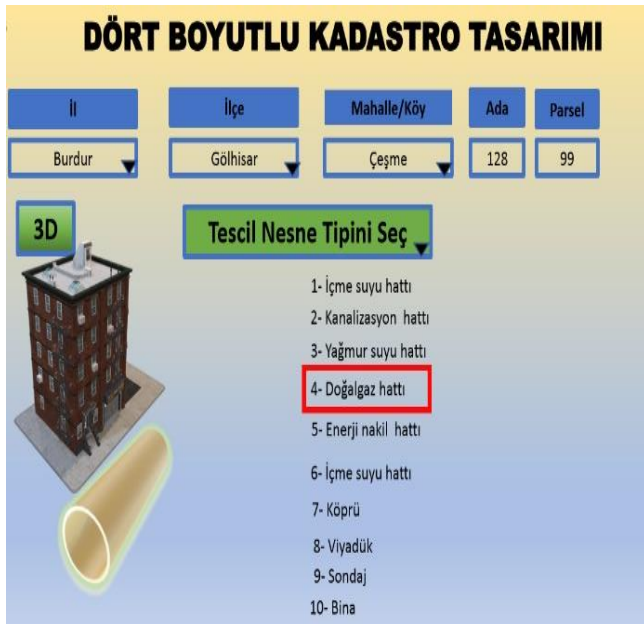 DÖRT BOYUTLU KADASTRO TASARIMI
İl İlçe Mahalle/Köy Ada Parsel
Burdur Gölhisar Çeşme 128 99
3D
Tescil Nesne Tipini Seç
1- İçme suyu hattı
2- Kanalizasyon hattı
3- Yağmur suyu hattı
4- Doğalgaz hattı
5- Enerji nakil hattı
6- İçme suyu hattı
7- Köprü
8- Viyadük
9- Sondaj
10- Bina